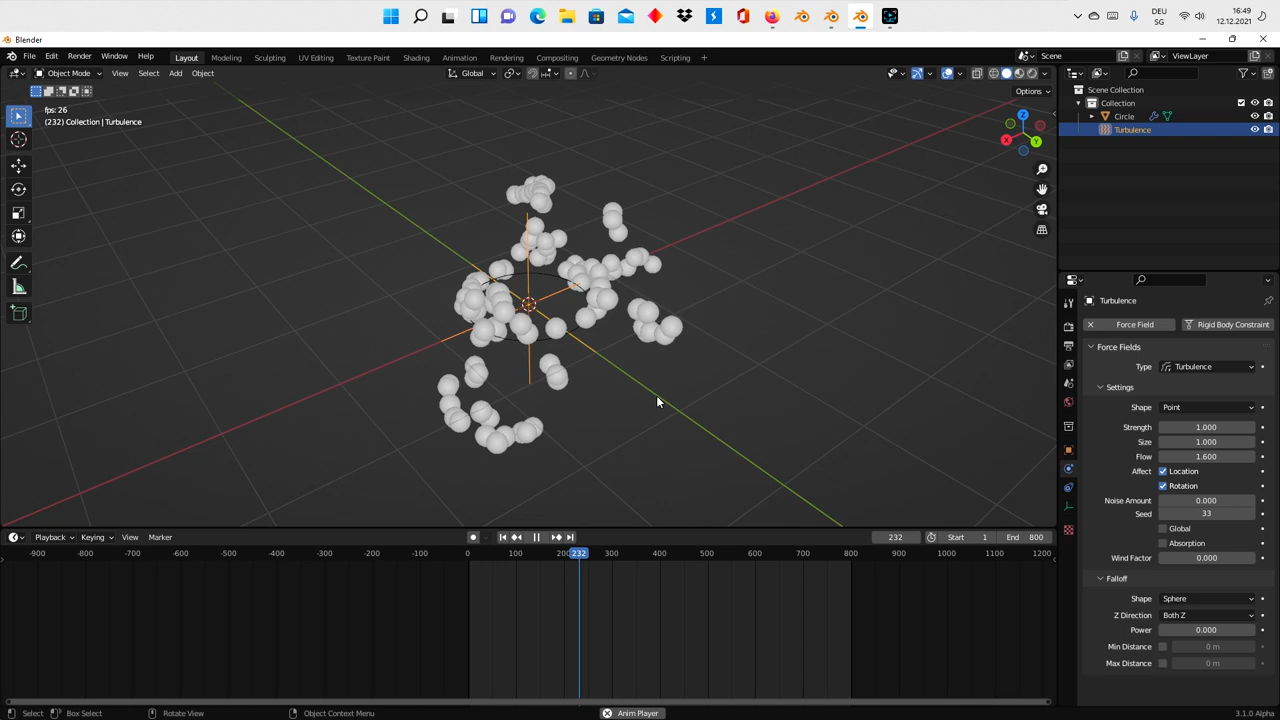 DE
SG
16:49
12.12.2021
Blender
File Edit Render Window Help
Layout Modeling Sculpting UV Editing Texture Paint Shading Animation Rendering Compositing Geometry Nodes Scripting +
Scene
ViewLayer
Object Mode View Select Add Object
Global
Options
fps: 26
(232) Collection | Turbulence
Z
X
Y
Scene Collection
Collection
Circle
Turbulence
Turbulence
Force Field
Rigid Body Constraint
Force Fields
Type Turbulence
Settings
Shape Point
Strength 1.000
Size 1.000
Flow 1.600
Affect Location
Rotation
Noise Amount 0.000
Seed 33
Global
Absorption
Wind Factor 0.000
Falloff
Shape Sphere
Z Direction Both Z
Power 0.000
Min Distance 0 m
Max Distance 0 m
Playback Keying View Marker
232 Start 1 End 800
-900 -800 -700 -600 -500 -400 -300 -200 -100 0 100 200 232 300 400 500 600 700 800 900 1000 1100 1200
Select Box Select Rotate View Object Context Menu Anim Player 3.1.0 Alpha